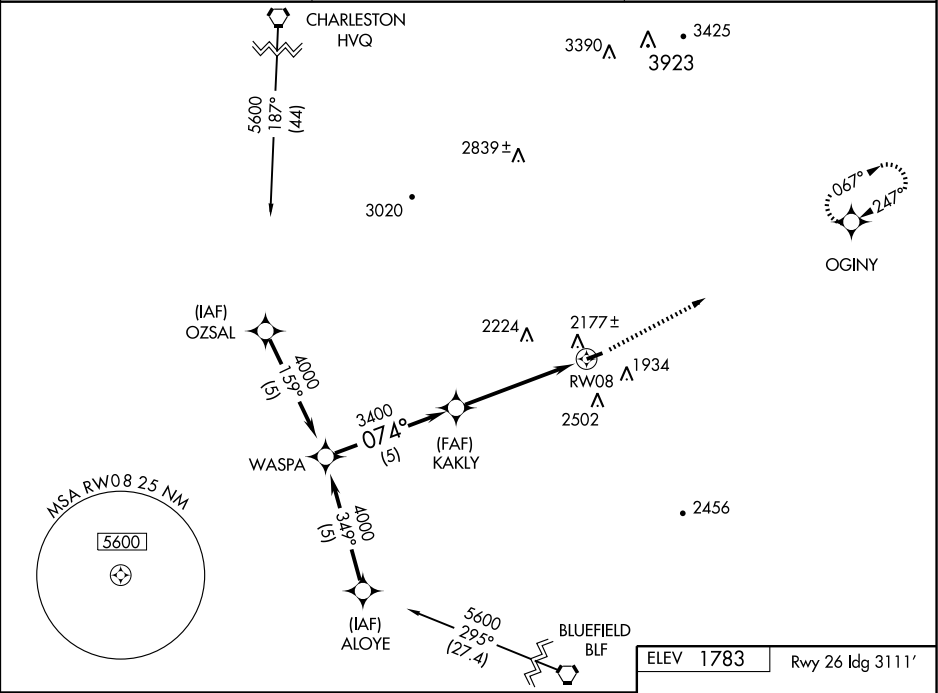 CHARLESTON
HVQ
3390
3923
3425
5600
187°
(44)
2839±
3020
067°
247°
OGINY
(IAF)
OZSAL
4000
159°
(5)
2224
2177±
RW08
1934
2502
3400
074°
(5)
(FAF)
KAKLY
WASPA
MSA RW08 25 NM
5600
4000
349°
(5)
2456
(IAF)
ALOYE
5600
295°
(27.4)
BLUEFIELD
BLF
ELEV 1783
Rwy 26 ldg 3111'